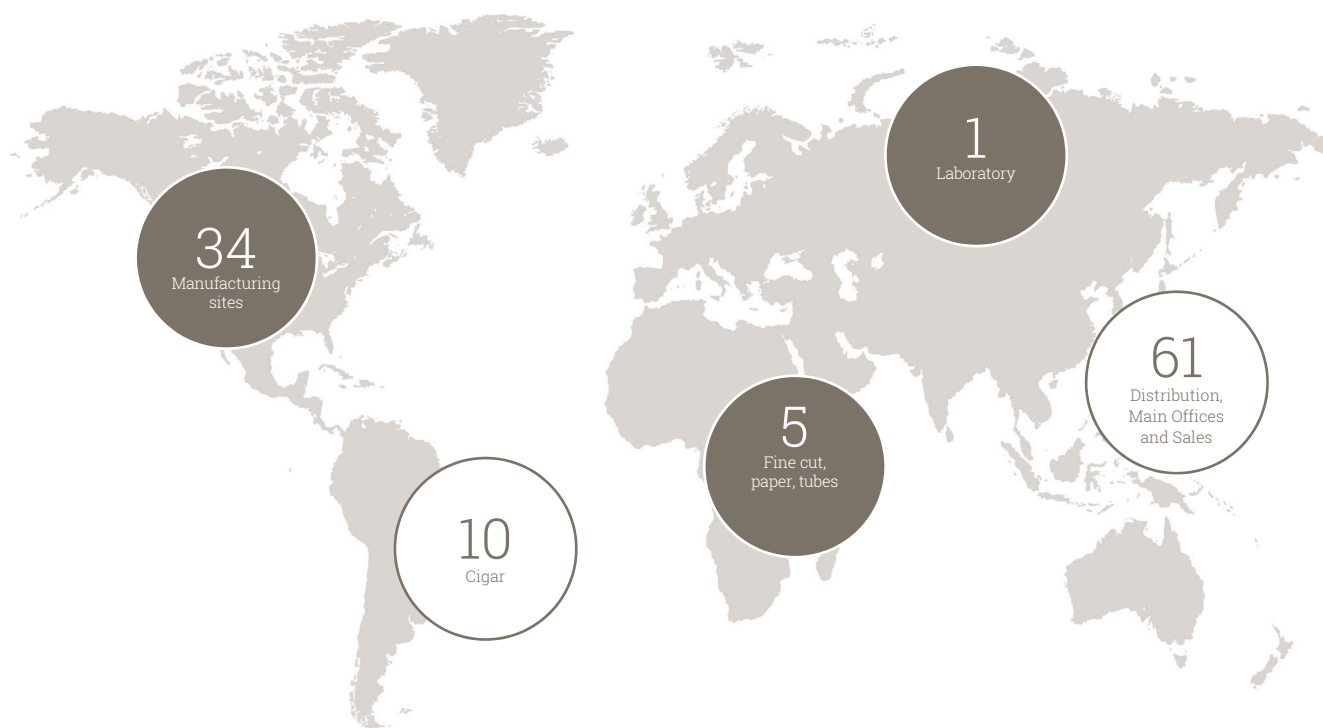 1
Laboratory
34
Manufacturing
sites
61
Distribution,
Main Offices
and Sales
5
Fine cut,
paper, tubes
10
Cigar